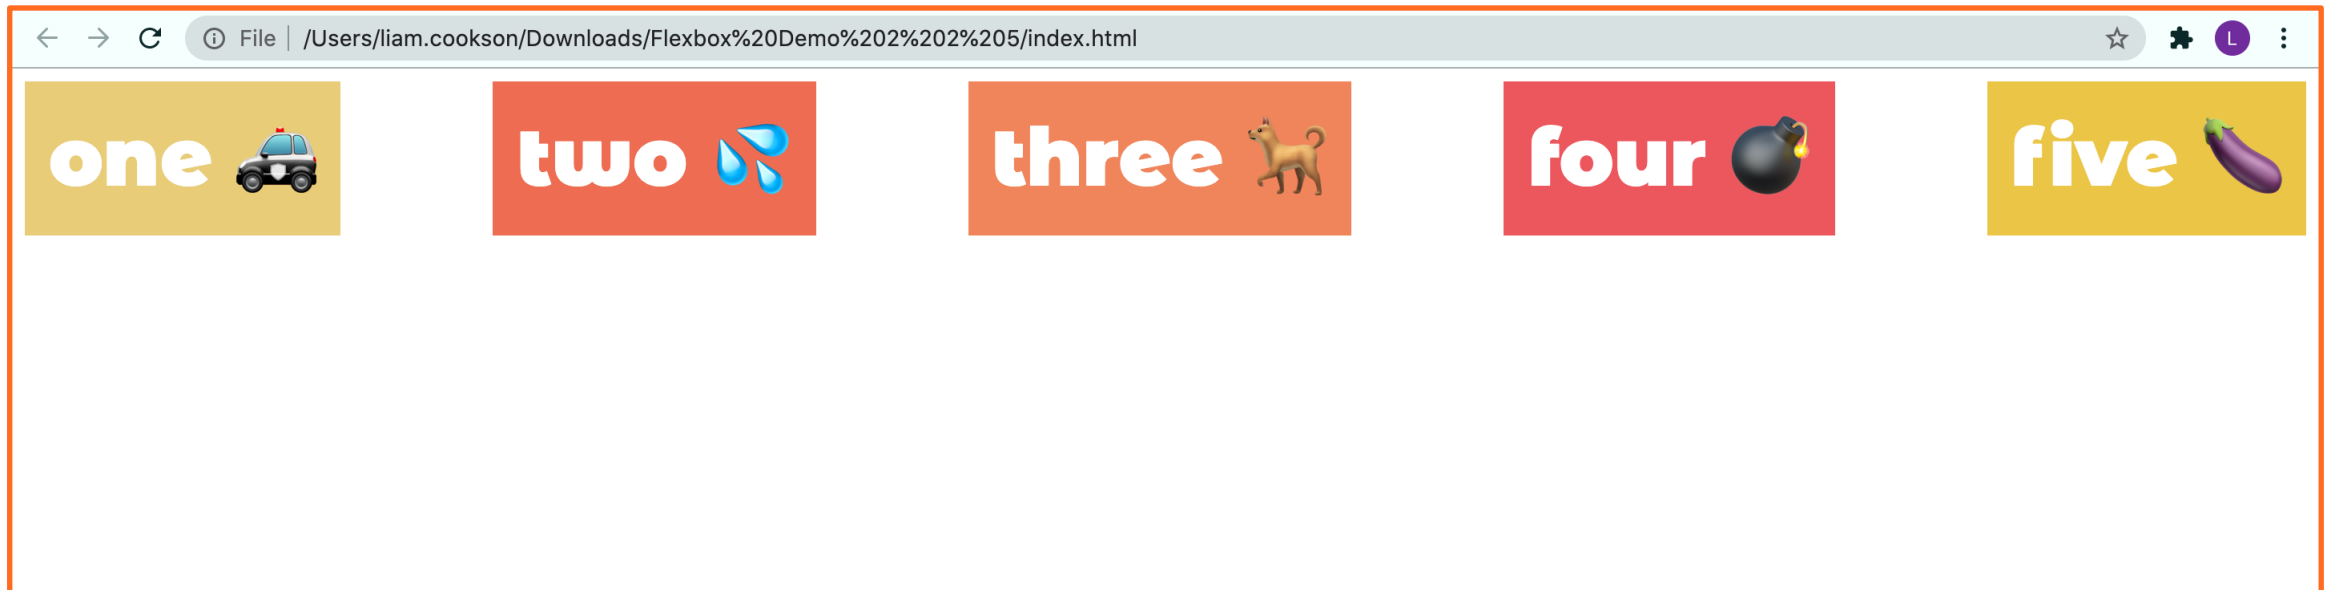 File /Users/liam.cookson/Downloads/Flexbox%20Demo%202%202%205/index.html L
one 🚓 two 💦 three 🐕 four 💣 five 🍆